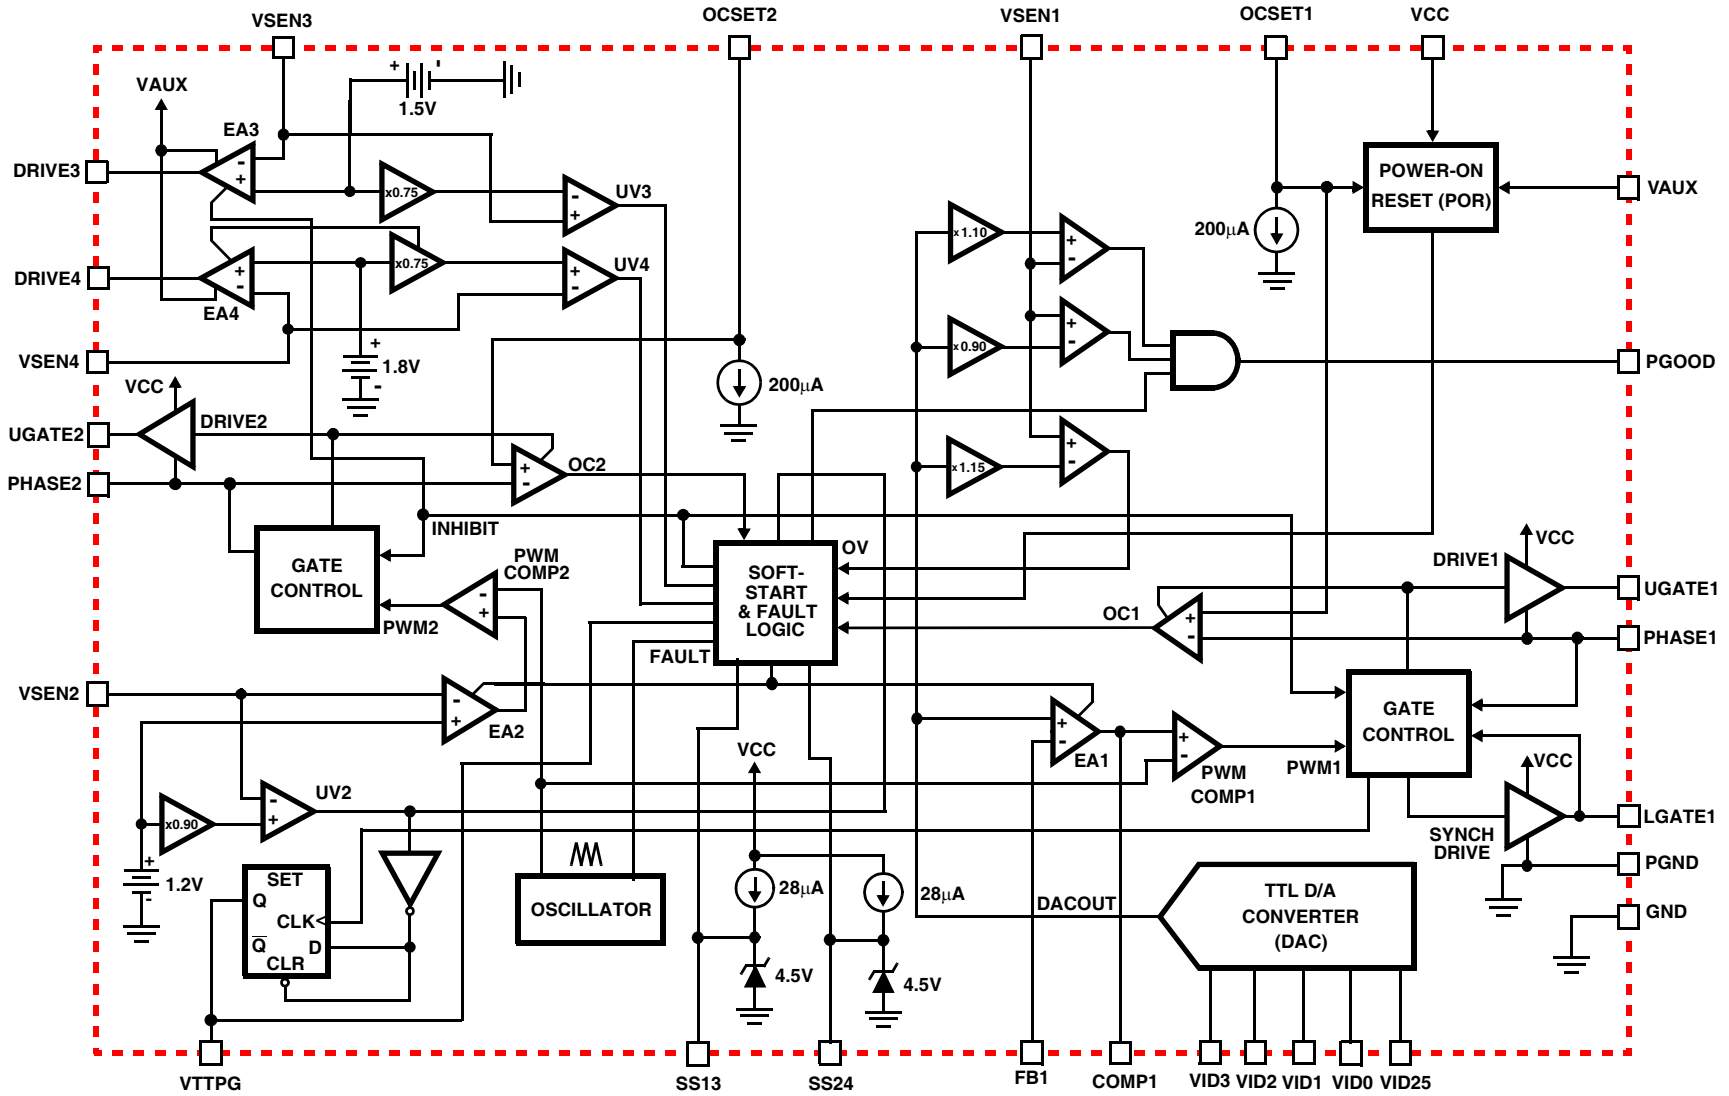 VSEN3
OCSET2
VSEN1
OCSET1
VCC
VAUX
+
-
1.5V
EA3
DRIVE3
-
+
x0.75
-
+
UV3
POWER-ON
RESET (POR)
VAUX
x1.10
+
-
200µA
DRIVE4
+
-
EA4
x0.75
+
-
UV4
VSEN4
+
1.8V
-
x0.90
+
-
PGOOD
200µA
VCC
DRIVE2
UGATE2
PHASE2
+
-
OC2
x1.15
+
-
INHIBIT
GATE
CONTROL
PWM
COMP2
-
+
PWM2
OV
SOFT-
START
& FAULT
LOGIC
FAULT
VCC
DRIVE1
UGATE1
OC1
+
-
PHASE1
VSEN2
-
+
EA2
+
-
EA1
+
-
PWM
COMP1
PWM1
GATE
CONTROL
VCC
VCC
SYNCH
DRIVE
LGATE1
PGND
GND
x0.90
-
+
UV2
+
1.2V
-
SET
Q
CLK
Q
D
CLR
OSCILLATOR
28µA
28µA
4.5V
4.5V
DACOUT
TTL D/A
CONVERTER
(DAC)
VTTPG
SS13
SS24
FB1
COMP1
VID3
VID2
VID1
VID0
VID25